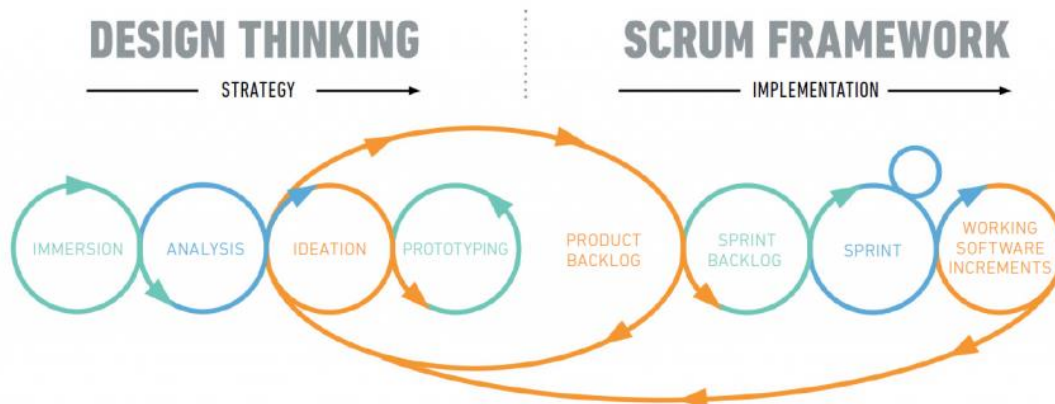 DESIGN THINKING
SCRUM FRAMEWORK
STRATEGY
IMPLEMENTATION
IMMERSION
ANALYSIS
IDEATION
PROTOTYPING
PRODUCT
BACKLOG
SPRINT
BACKLOG
SPRINT
WORKING
SOFTWARE
INCREMENTS